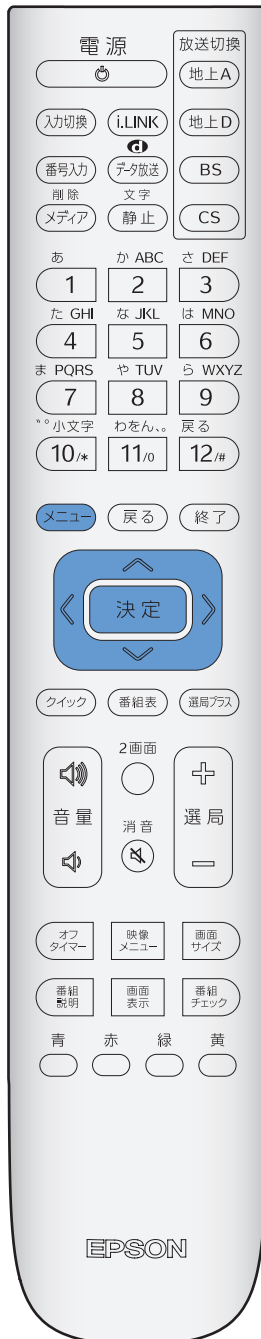 電源 放送切換
地上A
入力切換 i.LINK 地上D
d
番号入力 データ放送 BS
削除 文字
メディア 静止 CS
あ か ABC さ DEF
1 2 3
た GHI な JKL は MNO
4 5 6
ま PQRS や TUV ら WXYZ
7 8 9
゛゜小文字 わをん、。 戻る
10/* 11/0 12/#
メニュー 戻る 終了
決定
クイック 番組表 選局プラス
2画面
音量 消音 選局
オフ
タイマー
映像
メニュー
画面
サイズ
番組
説明
画面
表示
番組
チェック
青 赤 緑 黄
EPSON